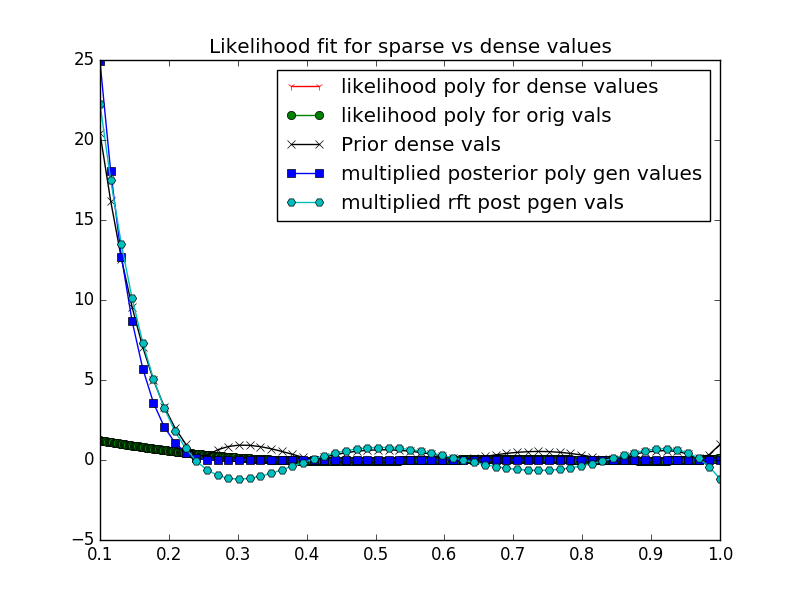 Likelihood fit for sparse vs dense values
25
20
15
10
5
0
−5
likelihood poly for dense values
likelihood poly for orig vals
Prior dense vals
multiplied posterior poly gen values
multiplied rft post pgen vals
0.1 0.2 0.3 0.4 0.5 0.6 0.7 0.8 0.9 1.0